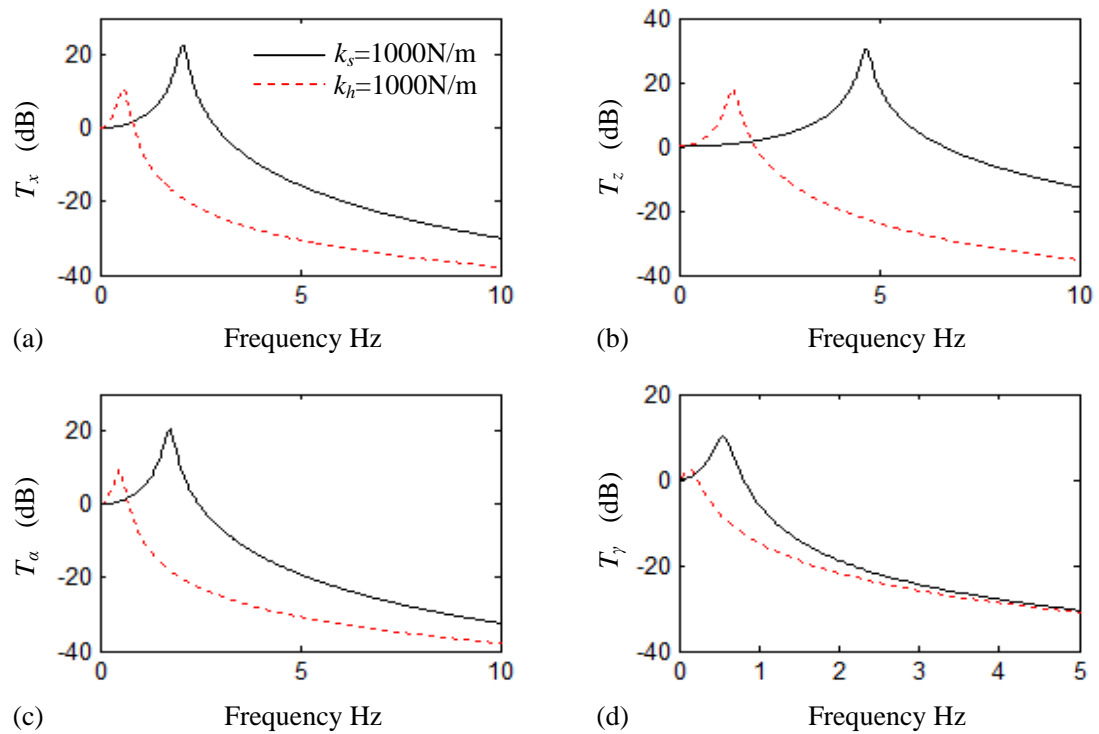 20
0
-20
-40
T_x (dB)
k_s=1000N/m
k_h=1000N/m
0 5 10
(a) Frequency Hz
40
20
0
-20
-40
T_z (dB)
0 5 10
(b) Frequency Hz
20
0
-20
-40
T_α (dB)
0 5 10
(c) Frequency Hz
20
0
-20
-40
T_γ (dB)
0 1 2 3 4 5
(d) Frequency Hz